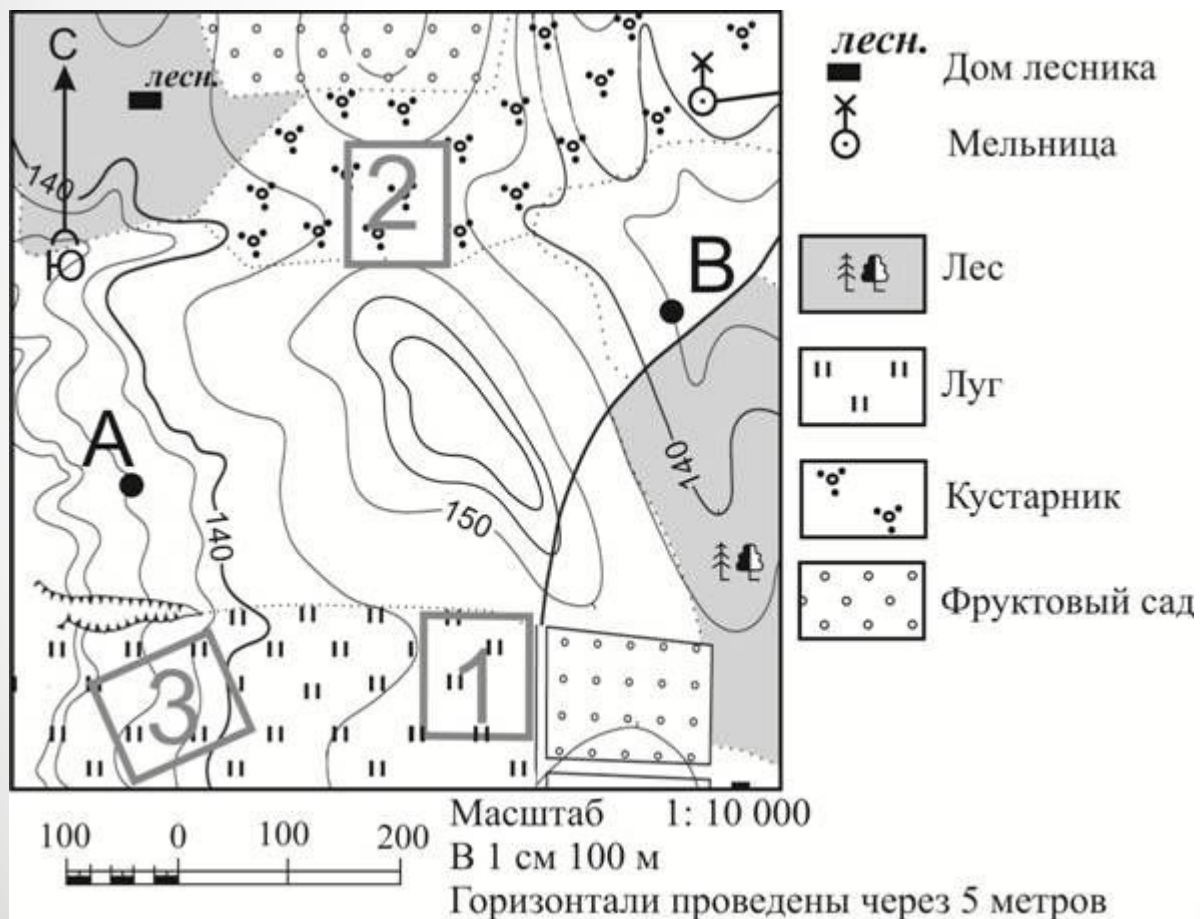 С
Ю
лесн.
140
2
В
А
140
150
140
3
1
лесн.
Дом лесника
Мельница
Лес
Луг
Кустарник
Фруктовый сад
100 0 100 200
Масштаб 1: 10 000
В 1 см 100 м
Горизонтали проведены через 5 метров